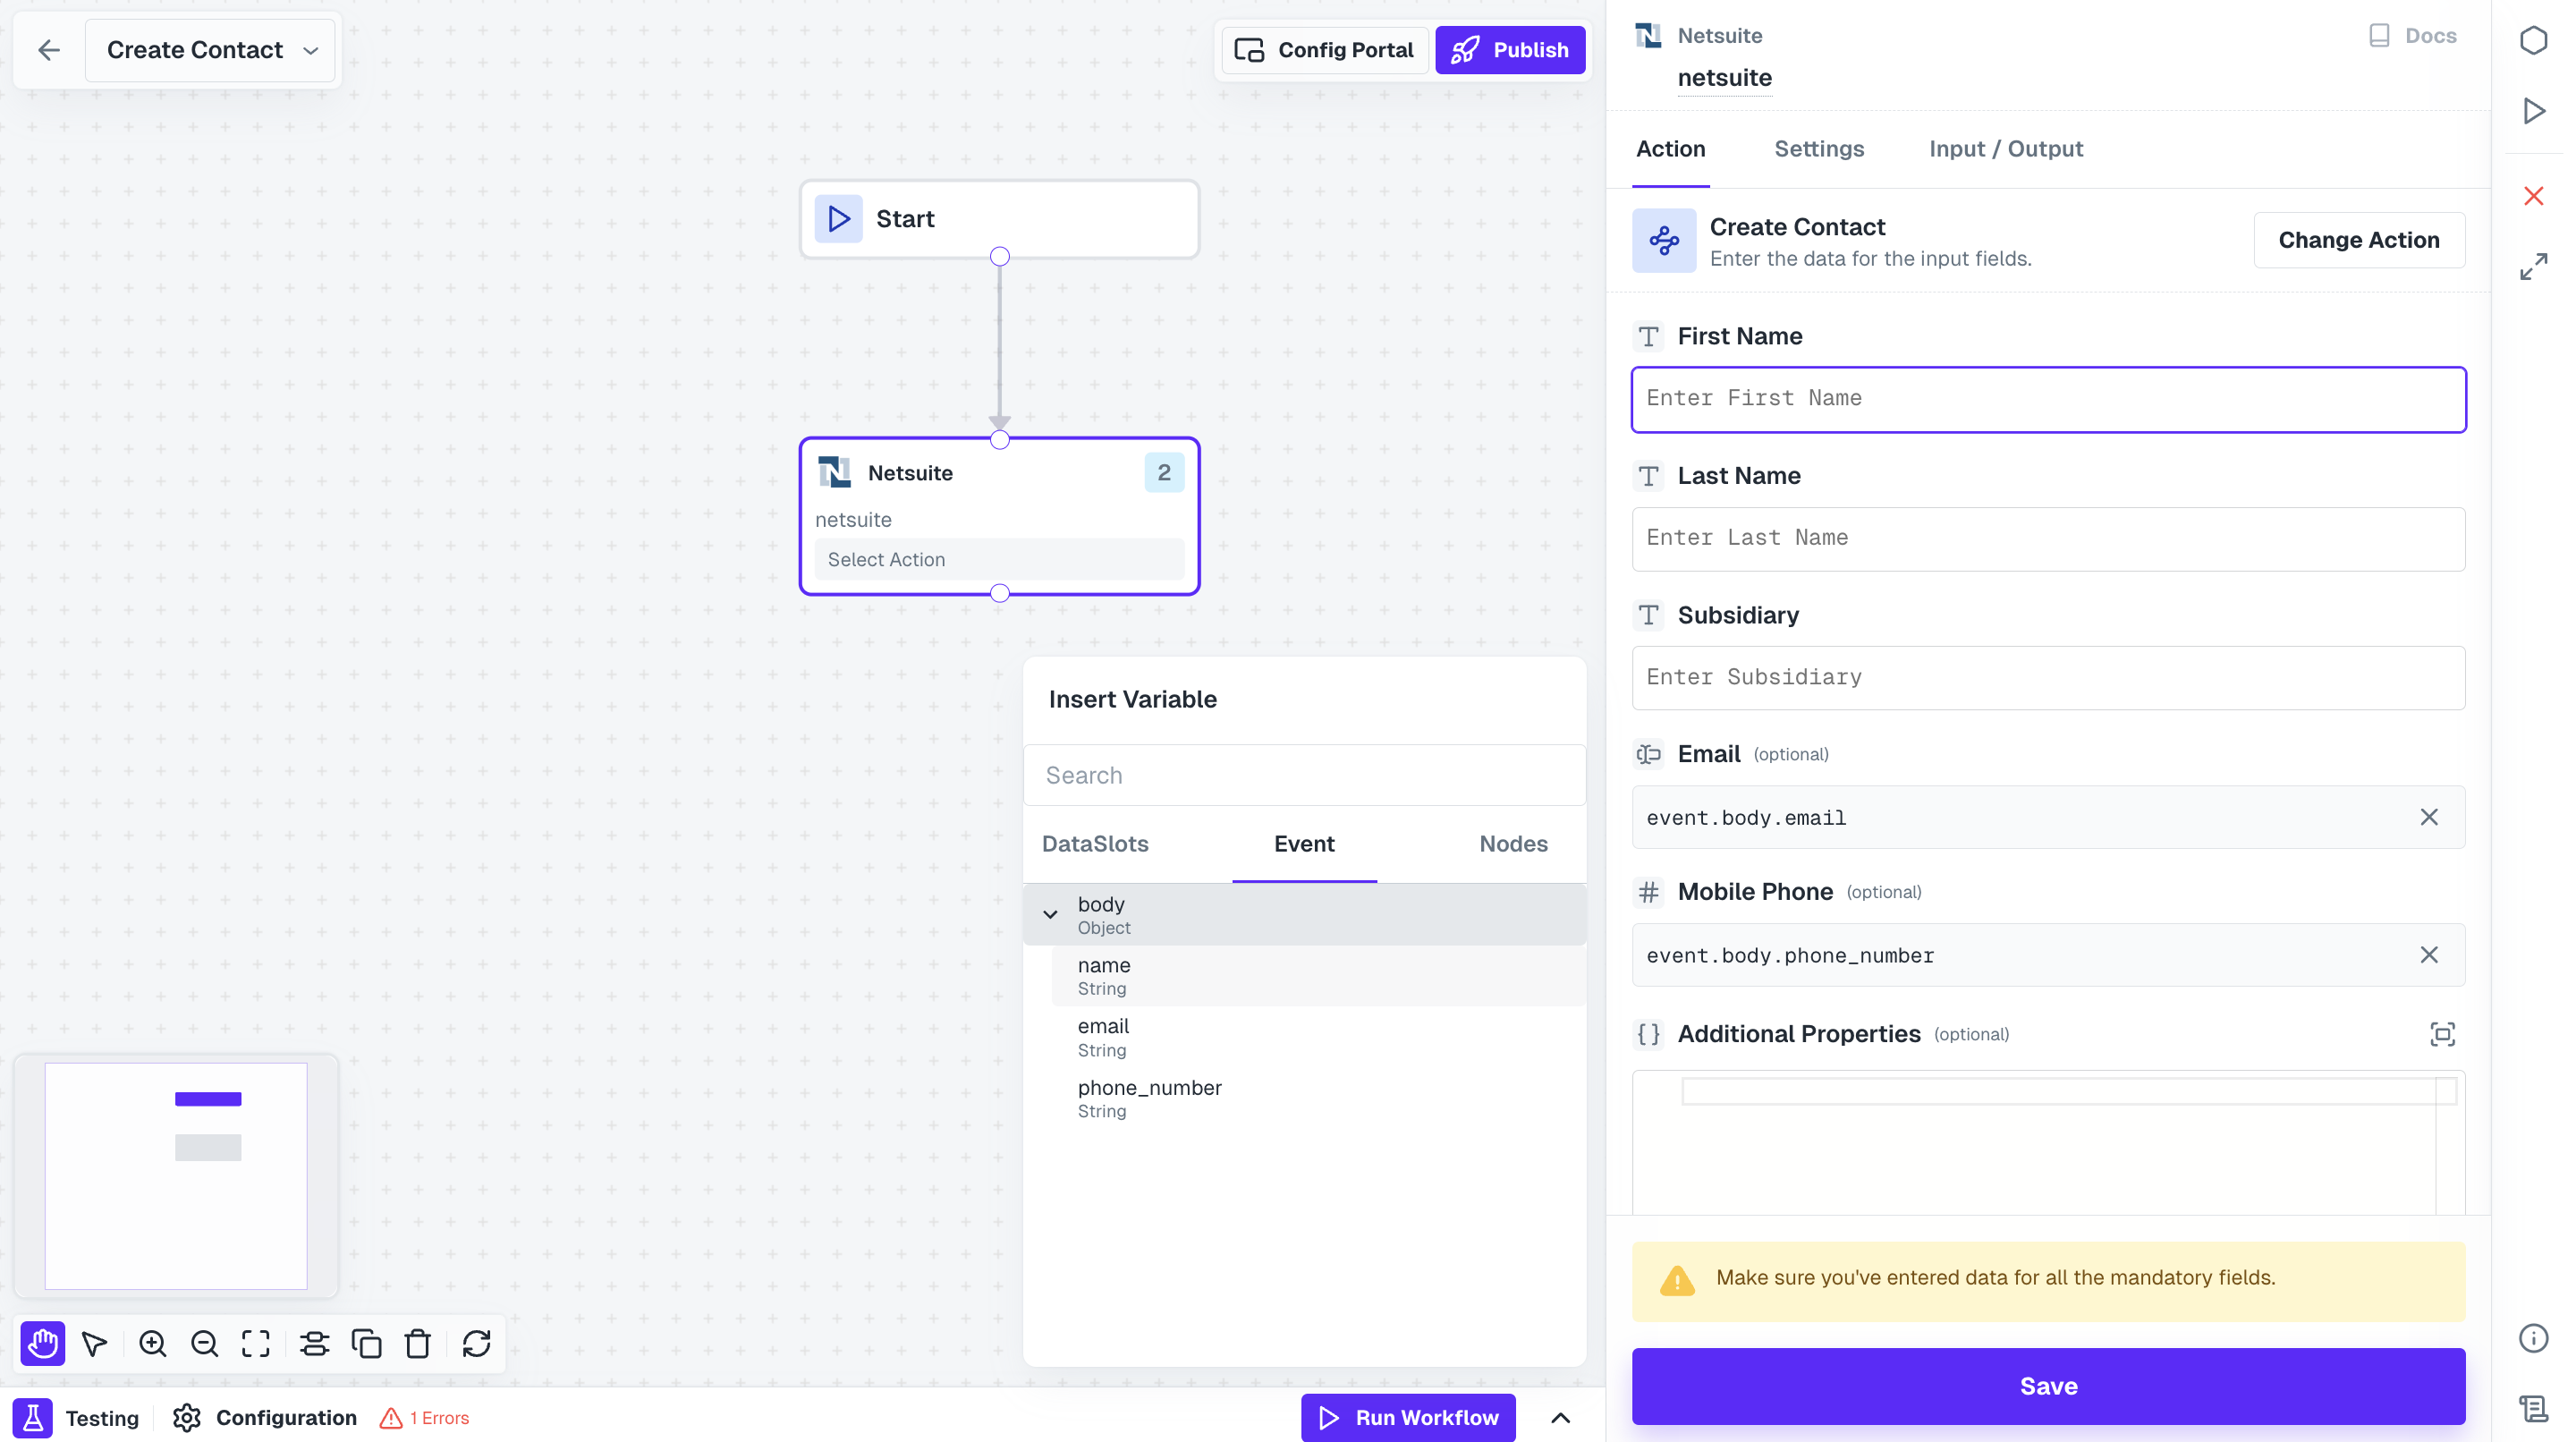 Create Contact
Config Portal
Publish
Start
Netsuite
2
netsuite
Select Action
Insert Variable
Search
DataSlots
Event
Nodes
body
Object
name
String
email
String
phone_number
String
Testing
Configuration
1 Errors
Run Workflow
Netsuite
Docs
netsuite
Action
Settings
Input / Output
Create Contact
Enter the data for the input fields.
Change Action
First Name
Enter First Name
Last Name
Enter Last Name
Subsidiary
Enter Subsidiary
Email (optional)
event.body.email
Mobile Phone (optional)
event.body.phone_number
Additional Properties (optional)
Make sure you've entered data for all the mandatory fields.
Save